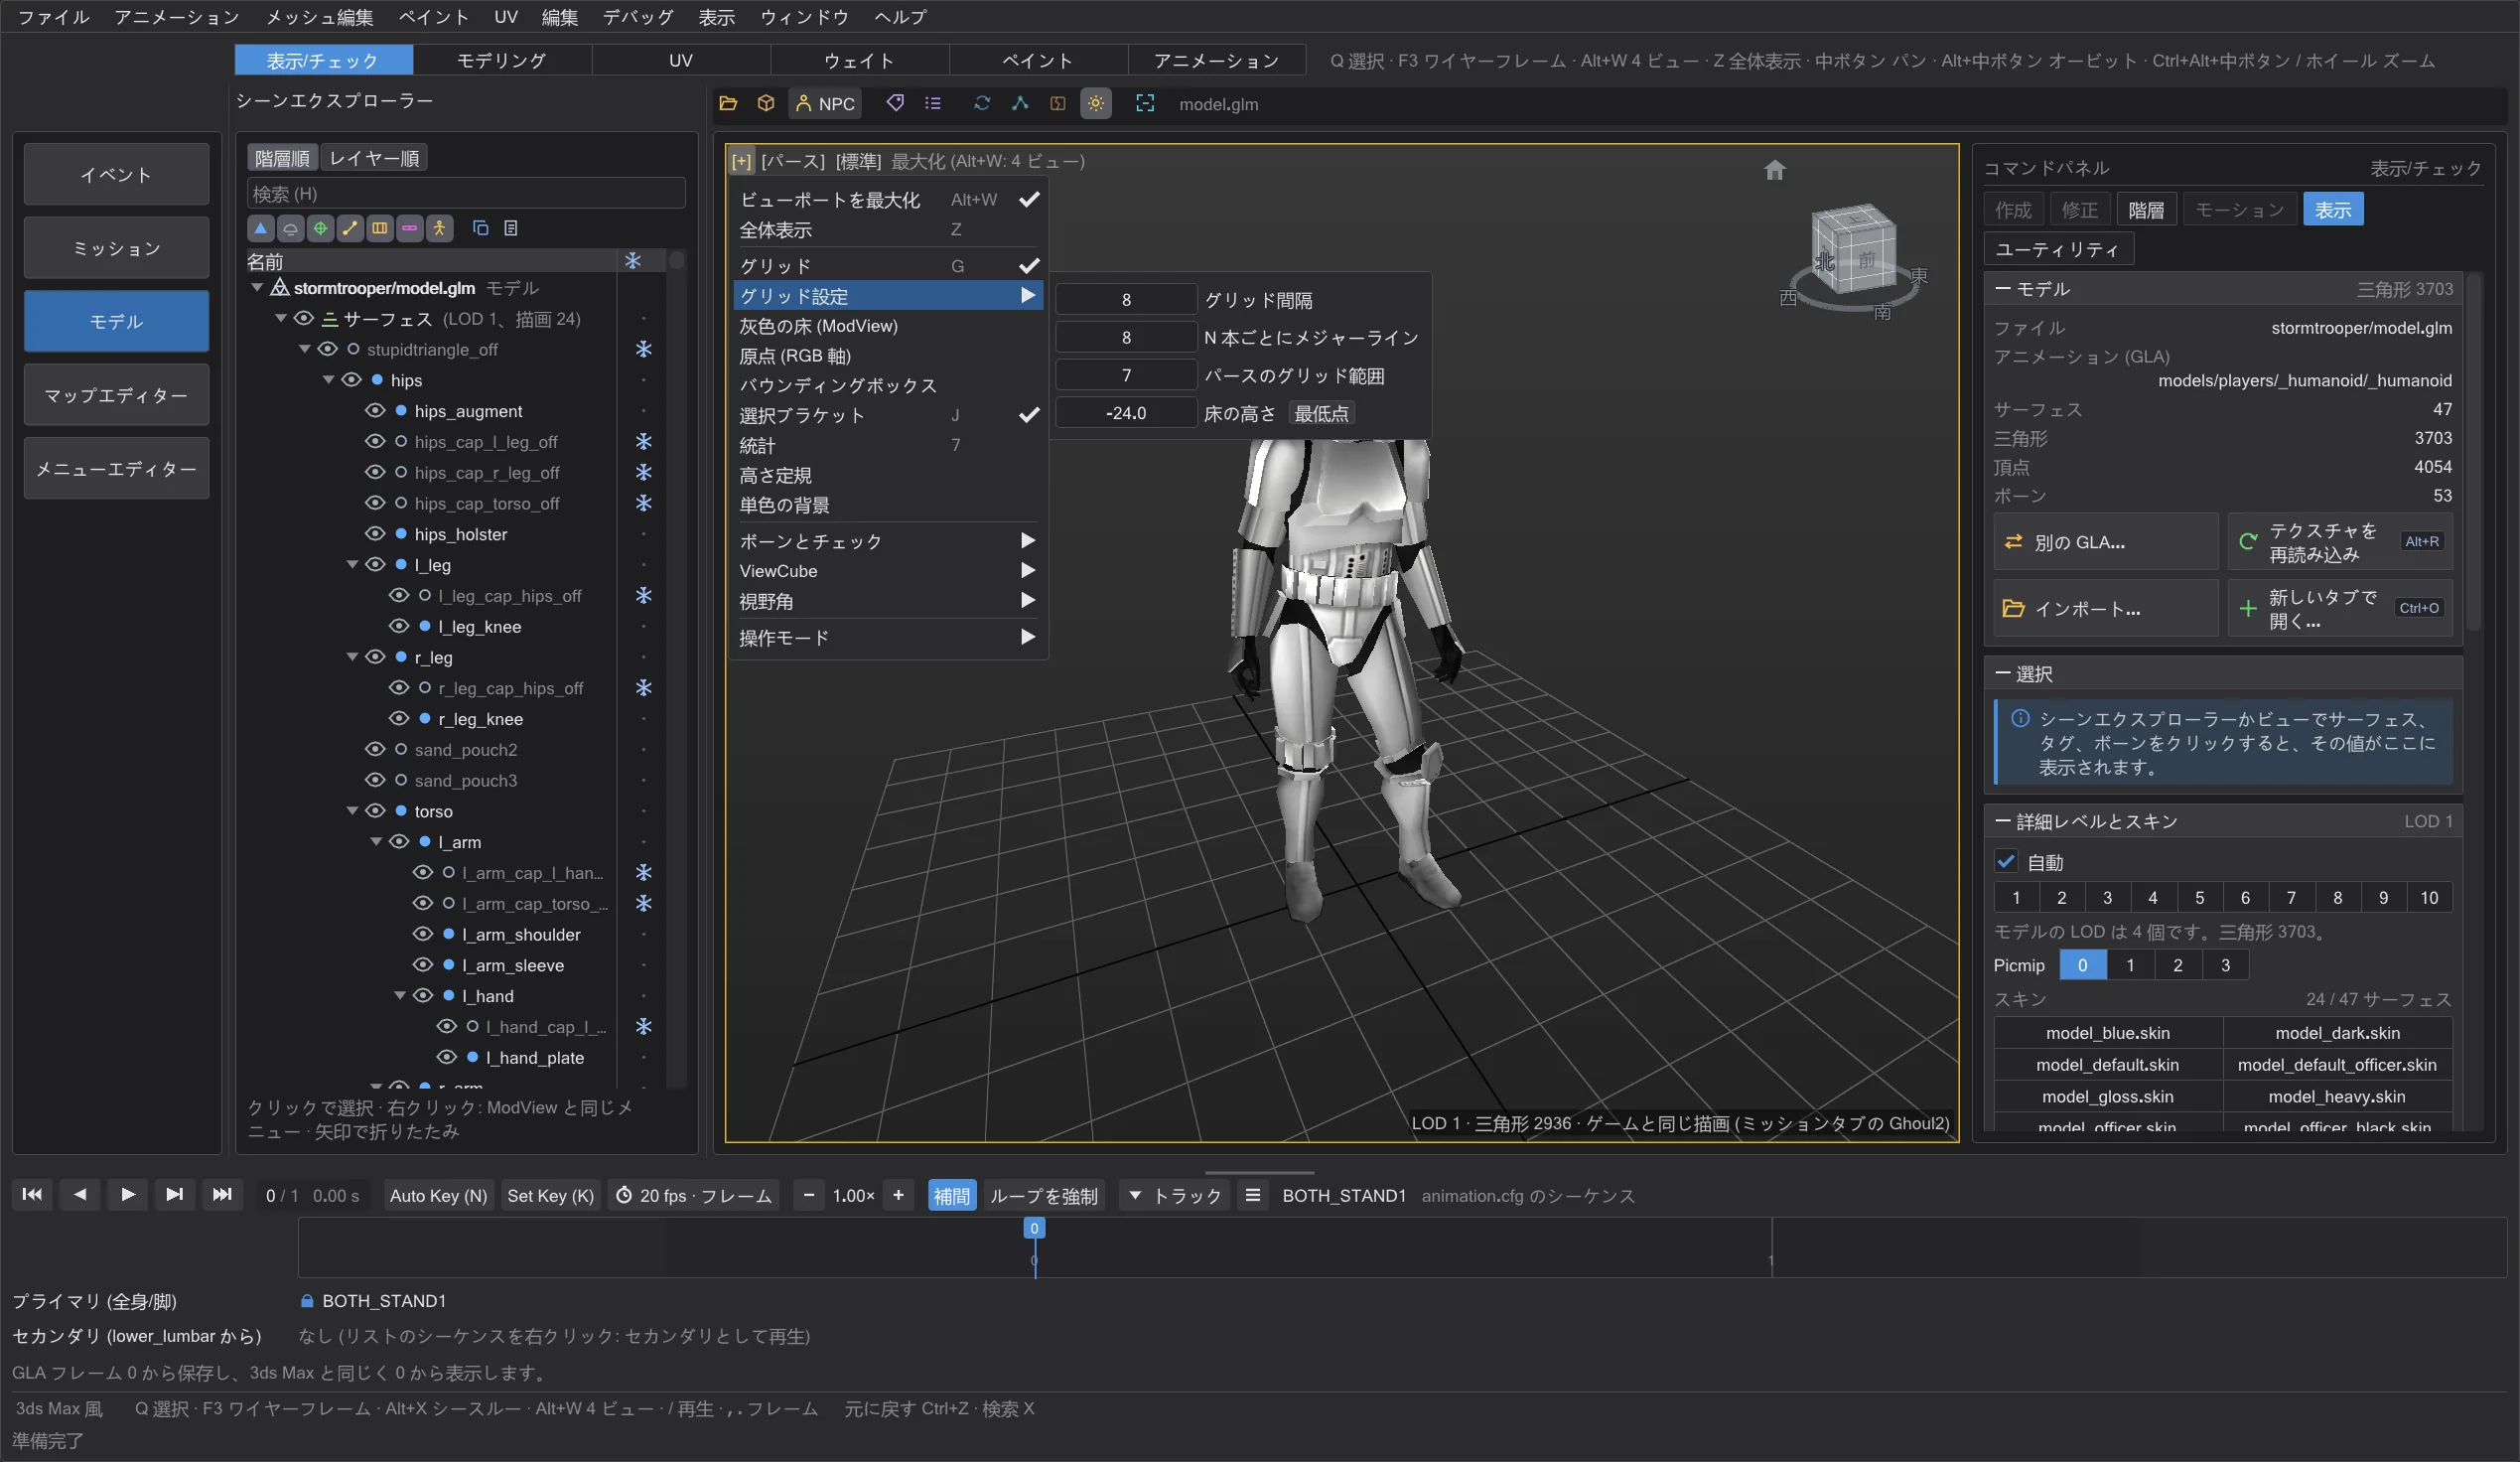 ファイル アニメーション メッシュ編集 ペイント UV 編集 デバッグ 表示 ウィンドウ ヘルプ
表示/チェック モデリング UV ウェイト ペイント アニメーション Q 選択 · F3 ワイヤーフレーム · Alt+W 4 ビュー · Z 全体表示 · 中ボタン パン · Alt+中ボタン オービット · Ctrl+Alt+中ボタン / ホイール ズーム
イベント
ミッション
モデル
マップエディター
メニューエディター
シーンエクスプローラー
階層順 レイヤー順
検索 (H)
名前
stormtrooper/model.glm モデル
サーフェス (LOD 1、描画 24)
stupidtriangle_off
hips
hips_augment
hips_cap_l_leg_off
hips_cap_r_leg_off
hips_cap_torso_off
hips_holster
l_leg
l_leg_cap_hips_off
l_leg_knee
r_leg
r_leg_cap_hips_off
r_leg_knee
sand_pouch2
sand_pouch3
torso
l_arm
l_arm_cap_l_han...
l_arm_cap_torso_...
l_arm_shoulder
l_arm_sleeve
l_hand
l_hand_cap_l_...
l_hand_plate
r_arm
クリックで選択 · 右クリック: ModView と同じメ
ニュー · 矢印で折りたたみ
NPC model.glm
[+] [パース] [標準] 最大化 (Alt+W: 4 ビュー)
ビューポートを最大化 Alt+W
全体表示 Z
グリッド G
グリッド設定
灰色の床 (ModView)
原点 (RGB 軸)
バウンディングボックス
選択ブラケット J
統計 7
高さ定規
単色の背景
ボーンとチェック
ViewCube
視野角
操作モード
8 グリッド間隔
8 N 本ごとにメジャーライン
7 パースのグリッド範囲
-24.0 床の高さ 最低点
上
北 前 東
西 南
LOD 1 · 三角形 2936 · ゲームと同じ描画 (ミッションタブの Ghoul2)
コマンドパネル 表示/チェック
作成 修正 階層 モーション 表示
ユーティリティ
モデル 三角形 3703
ファイル stormtrooper/model.glm
アニメーション (GLA)
models/players/_humanoid/_humanoid
サーフェス 47
三角形 3703
頂点 4054
ボーン 53
別の GLA... テクスチャを
再読み込み Alt+R
インポート... 新しいタブで
開く... Ctrl+O
選択
シーンエクスプローラーかビューでサーフェス、
タグ、ボーンをクリックすると、その値がここに
表示されます。
詳細レベルとスキン LOD 1
自動
1 2 3 4 5 6 7 8 9 10
モデルの LOD は 4 個です。三角形 3703。
Picmip 0 1 2 3
スキン 24 / 47 サーフェス
model_blue.skin model_dark.skin
model_default.skin model_default_officer.skin
model_gloss.skin model_heavy.skin
model_officer.skin model_officer_black.skin
0 / 1 0.00 s Auto Key (N) Set Key (K) 20 fps · フレーム − 1.00× + 補間 ループを強制 トラック BOTH_STAND1 animation.cfg のシーケンス
0
0 1
プライマリ (全身/脚) BOTH_STAND1
セカンダリ (lower_lumbar から) なし (リストのシーケンスを右クリック: セカンダリとして再生)
GLA フレーム 0 から保存し、3ds Max と同じく 0 から表示します。
3ds Max 風 Q 選択 · F3 ワイヤーフレーム · Alt+X シースルー · Alt+W 4 ビュー · / 再生 · , . フレーム 元に戻す Ctrl+Z · 検索 X
準備完了